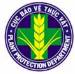 CỤC BẢO VỆ THỰC VẬT
PLANT PROTECTION DEPARTMENT